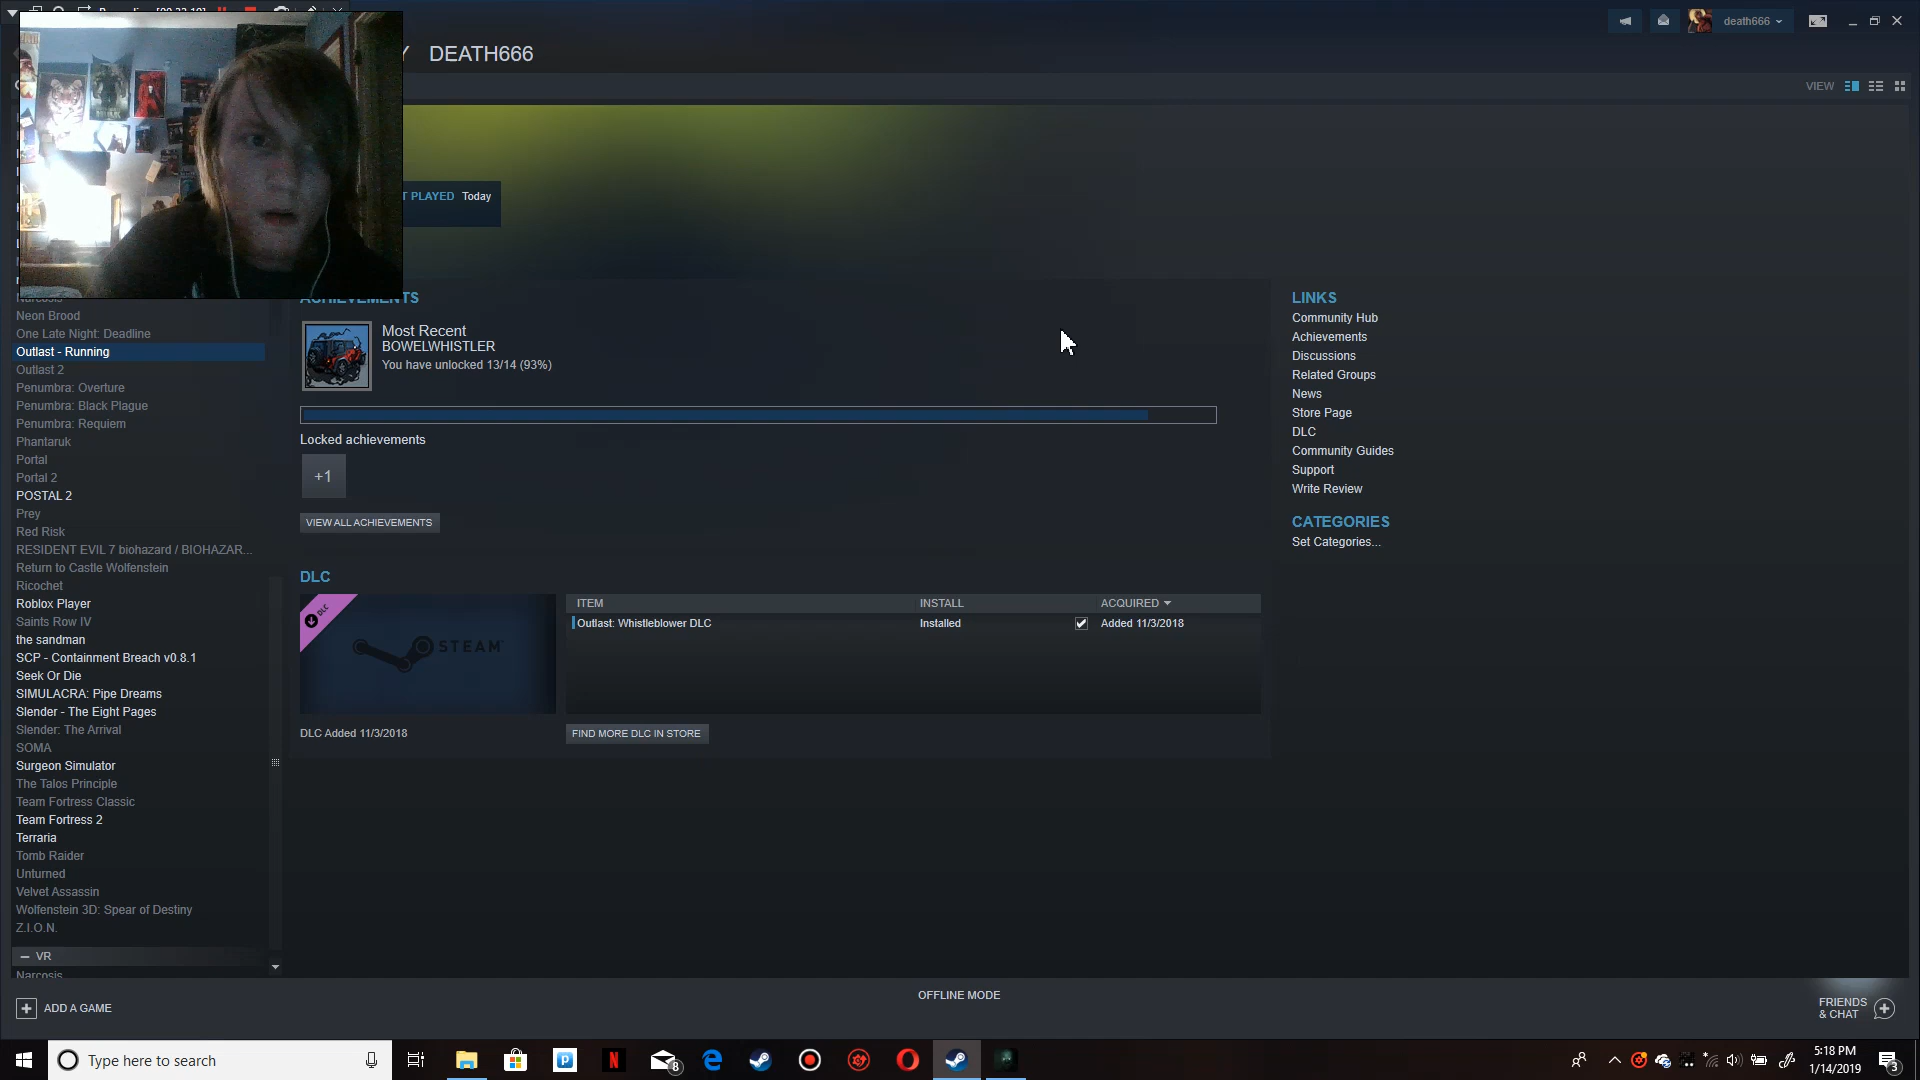 death666
DEATH666
VIEW
PLAYED Today
ACHIEVEMENTS
Most Recent
BOWELWHISTLER
You have unlocked 13/14 (93%)
Locked achievements
+1
VIEW ALL ACHIEVEMENTS
DLC
DLC
STEAM
DLC Added 11/3/2018
ITEM INSTALL ACQUIRED
Outlast: Whistleblower DLC Installed Added 11/3/2018
FIND MORE DLC IN STORE
LINKS
Community Hub
Achievements
Discussions
Related Groups
News
Store Page
DLC
Community Guides
Support
Write Review
CATEGORIES
Set Categories...
Narcosis
Neon Brood
One Late Night: Deadline
Outlast - Running
Outlast 2
Penumbra: Overture
Penumbra: Black Plague
Penumbra: Requiem
Phantaruk
Portal
Portal 2
POSTAL 2
Prey
Red Risk
RESIDENT EVIL 7 biohazard / BIOHAZAR...
Return to Castle Wolfenstein
Ricochet
Roblox Player
Saints Row IV
the sandman
SCP - Containment Breach v0.8.1
Seek Or Die
SIMULACRA: Pipe Dreams
Slender - The Eight Pages
Slender: The Arrival
SOMA
Surgeon Simulator
The Talos Principle
Team Fortress Classic
Team Fortress 2
Terraria
Tomb Raider
Unturned
Velvet Assassin
Wolfenstein 3D: Spear of Destiny
Z.I.O.N.
VR
Narcosis
ADD A GAME
OFFLINE MODE
FRIENDS
& CHAT
Type here to search
8
5:18 PM
1/14/2019
3